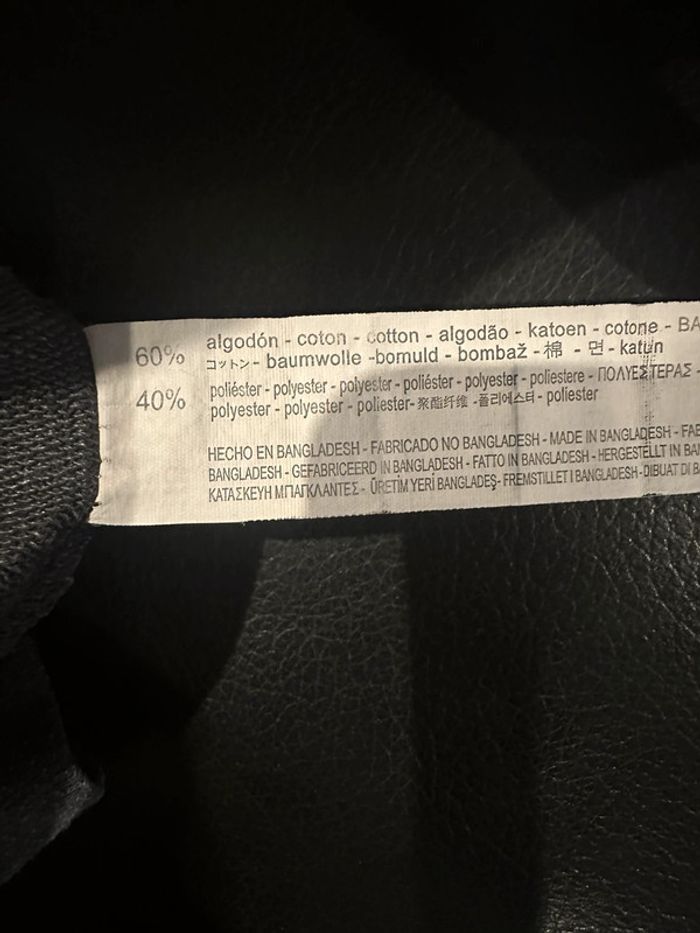 60% algodón - coton - cotton - algodão - katoen - cotone - BA
コットン - baumwolle -bomuld - bombaž - 棉 - 면 - katun
40% poliéster - polyester - polyester - poliéster - polyester - poliestere - ΠΟΛΥΕΣΤΕΡΑΣ -
polyester - polyester - poliester- 聚酯纤维 -폴리에스터 - poliester
HECHO EN BANGLADESH - FABRICADO NO BANGLADESH - MADE IN BANGLADESH - FAB
BANGLADESH - GEFABRICEERD IN BANGLADESH - FATTO IN BANGLADESH - HERGESTELLT IN BAN
ΚΑΤΑΣΚΕΥΗ ΜΠΑΓΚΛΑΝΤΕΣ - ÜRETİM YERİ BANGLADEŞ- FREMSTILLET I BANGLADESH -DIBUAT DI B